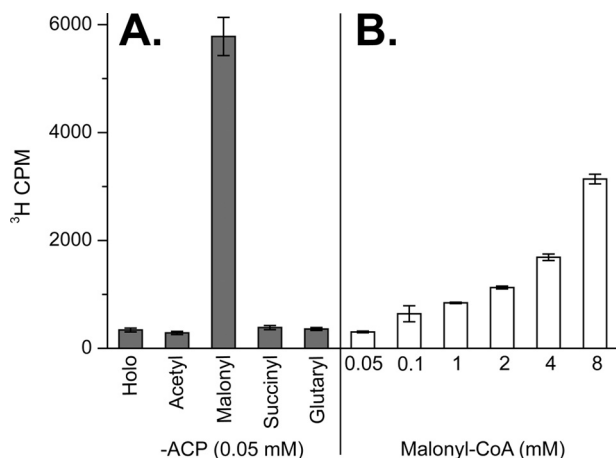 A.
B.
6000
4000
2000
0
³H CPM
Holo
Acetyl
Malonyl
Succinyl
Glutaryl
0.05 0.1 1 2 4 8
-ACP (0.05 mM)
Malonyl-CoA (mM)